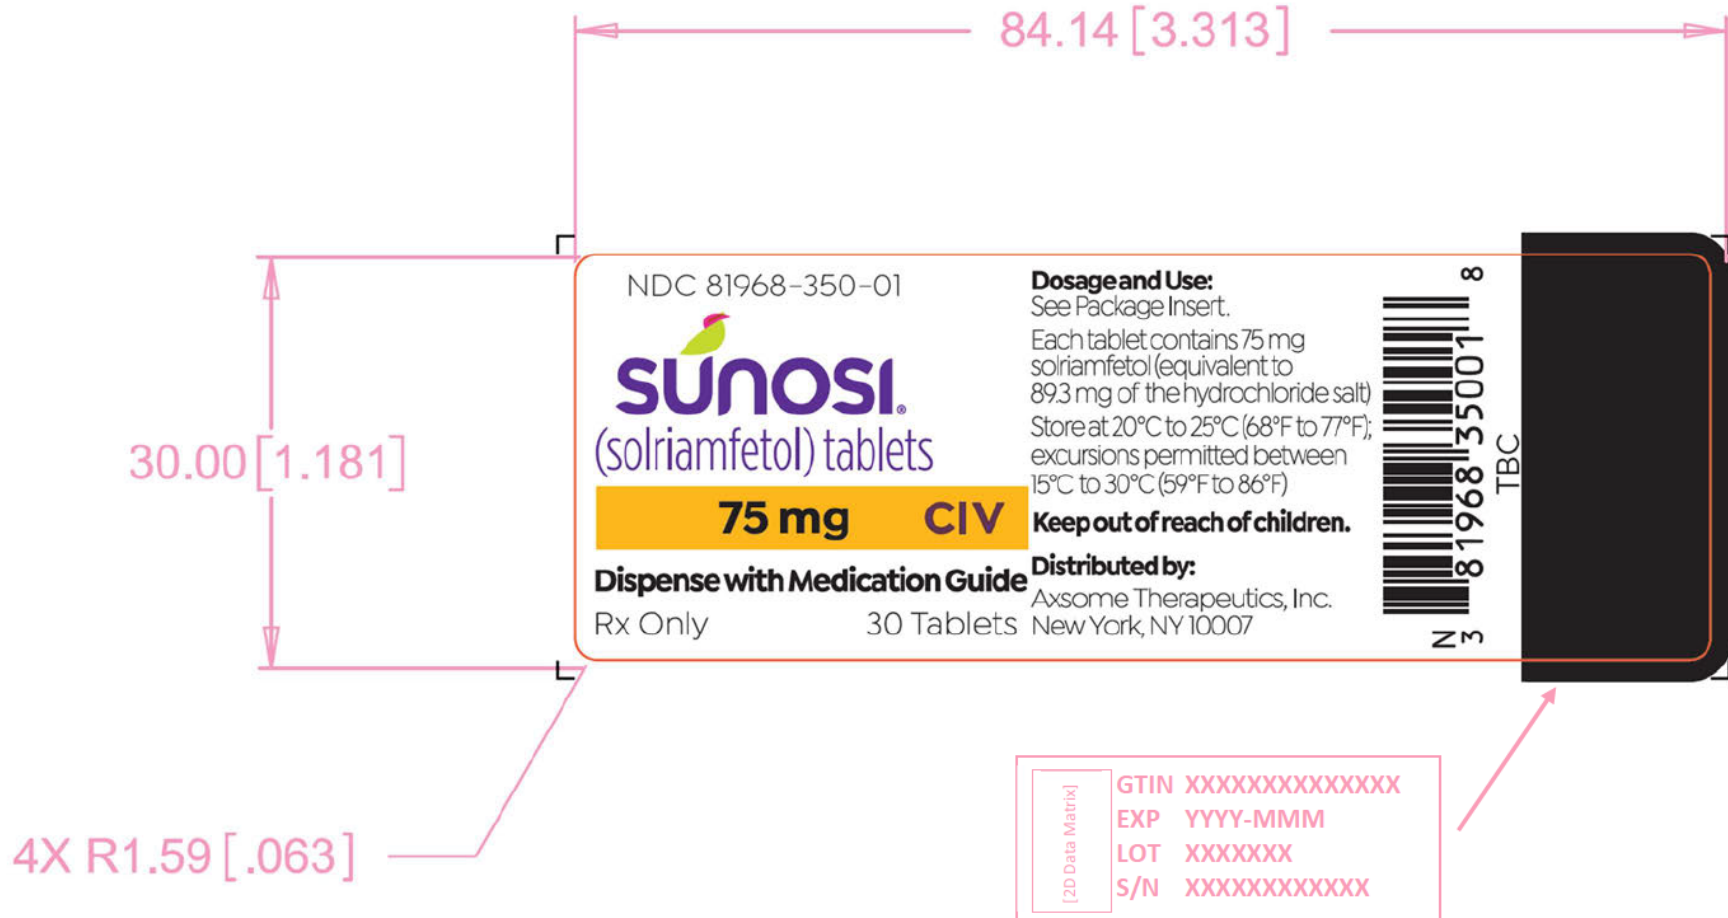 84.14 [3.313]
30.00 [1.181]
4X R1.59 [.063]
NDC 81968-350-01
sunosi®
(solriamfetol) tablets
75 mg CIV
Dispense with Medication Guide
Rx Only 30 Tablets
Dosage and Use:
See Package Insert.
Each tablet contains 75 mg
solriamfetol (equivalent to
89.3 mg of the hydrochloride salt)
Store at 20°C to 25°C (68°F to 77°F);
excursions permitted between
15°C to 30°C (59°F to 86°F)
Keep out of reach of children.
Distributed by:
Axsome Therapeutics, Inc.
New York, NY 10007
N
3 81968 35001 8
TBC
[2D Data Matrix]
GTIN XXXXXXXXXXXXXX
EXP YYYY-MMM
LOT XXXXXXX
S/N XXXXXXXXXXXX